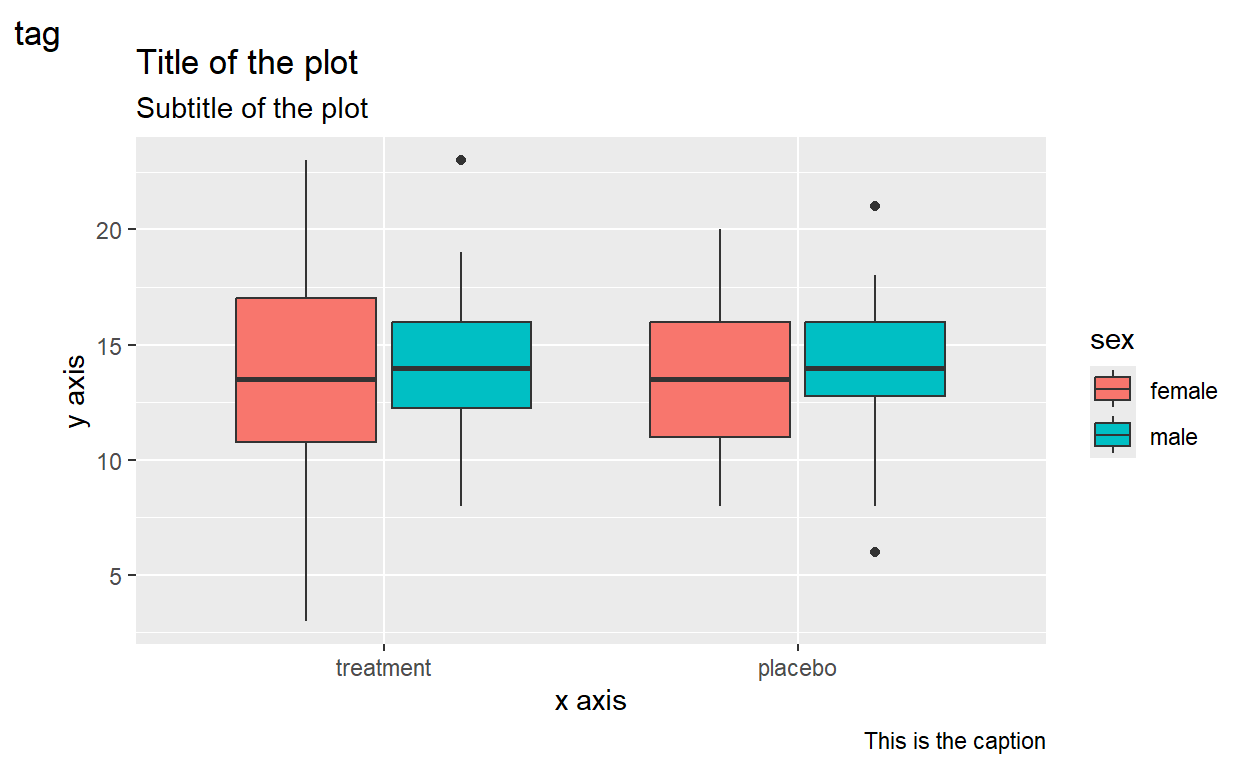 tag
Title of the plot
Subtitle of the plot
y axis
20
15
10
5
treatment
placebo
x axis
sex
female
male
This is the caption